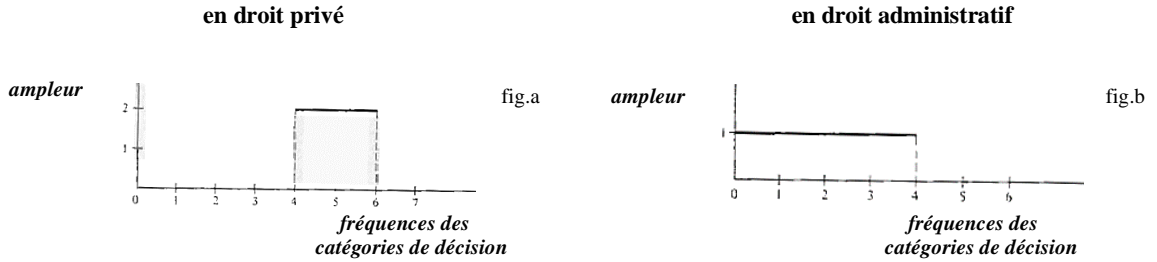 en droit privé
en droit administratif
ampleur
fig.a
2
1
0 1 2 3 4 5 6 7
fréquences des
catégories de décision
ampleur
fig.b
1
0 1 2 3 4 5 6
fréquences des
catégories de décision